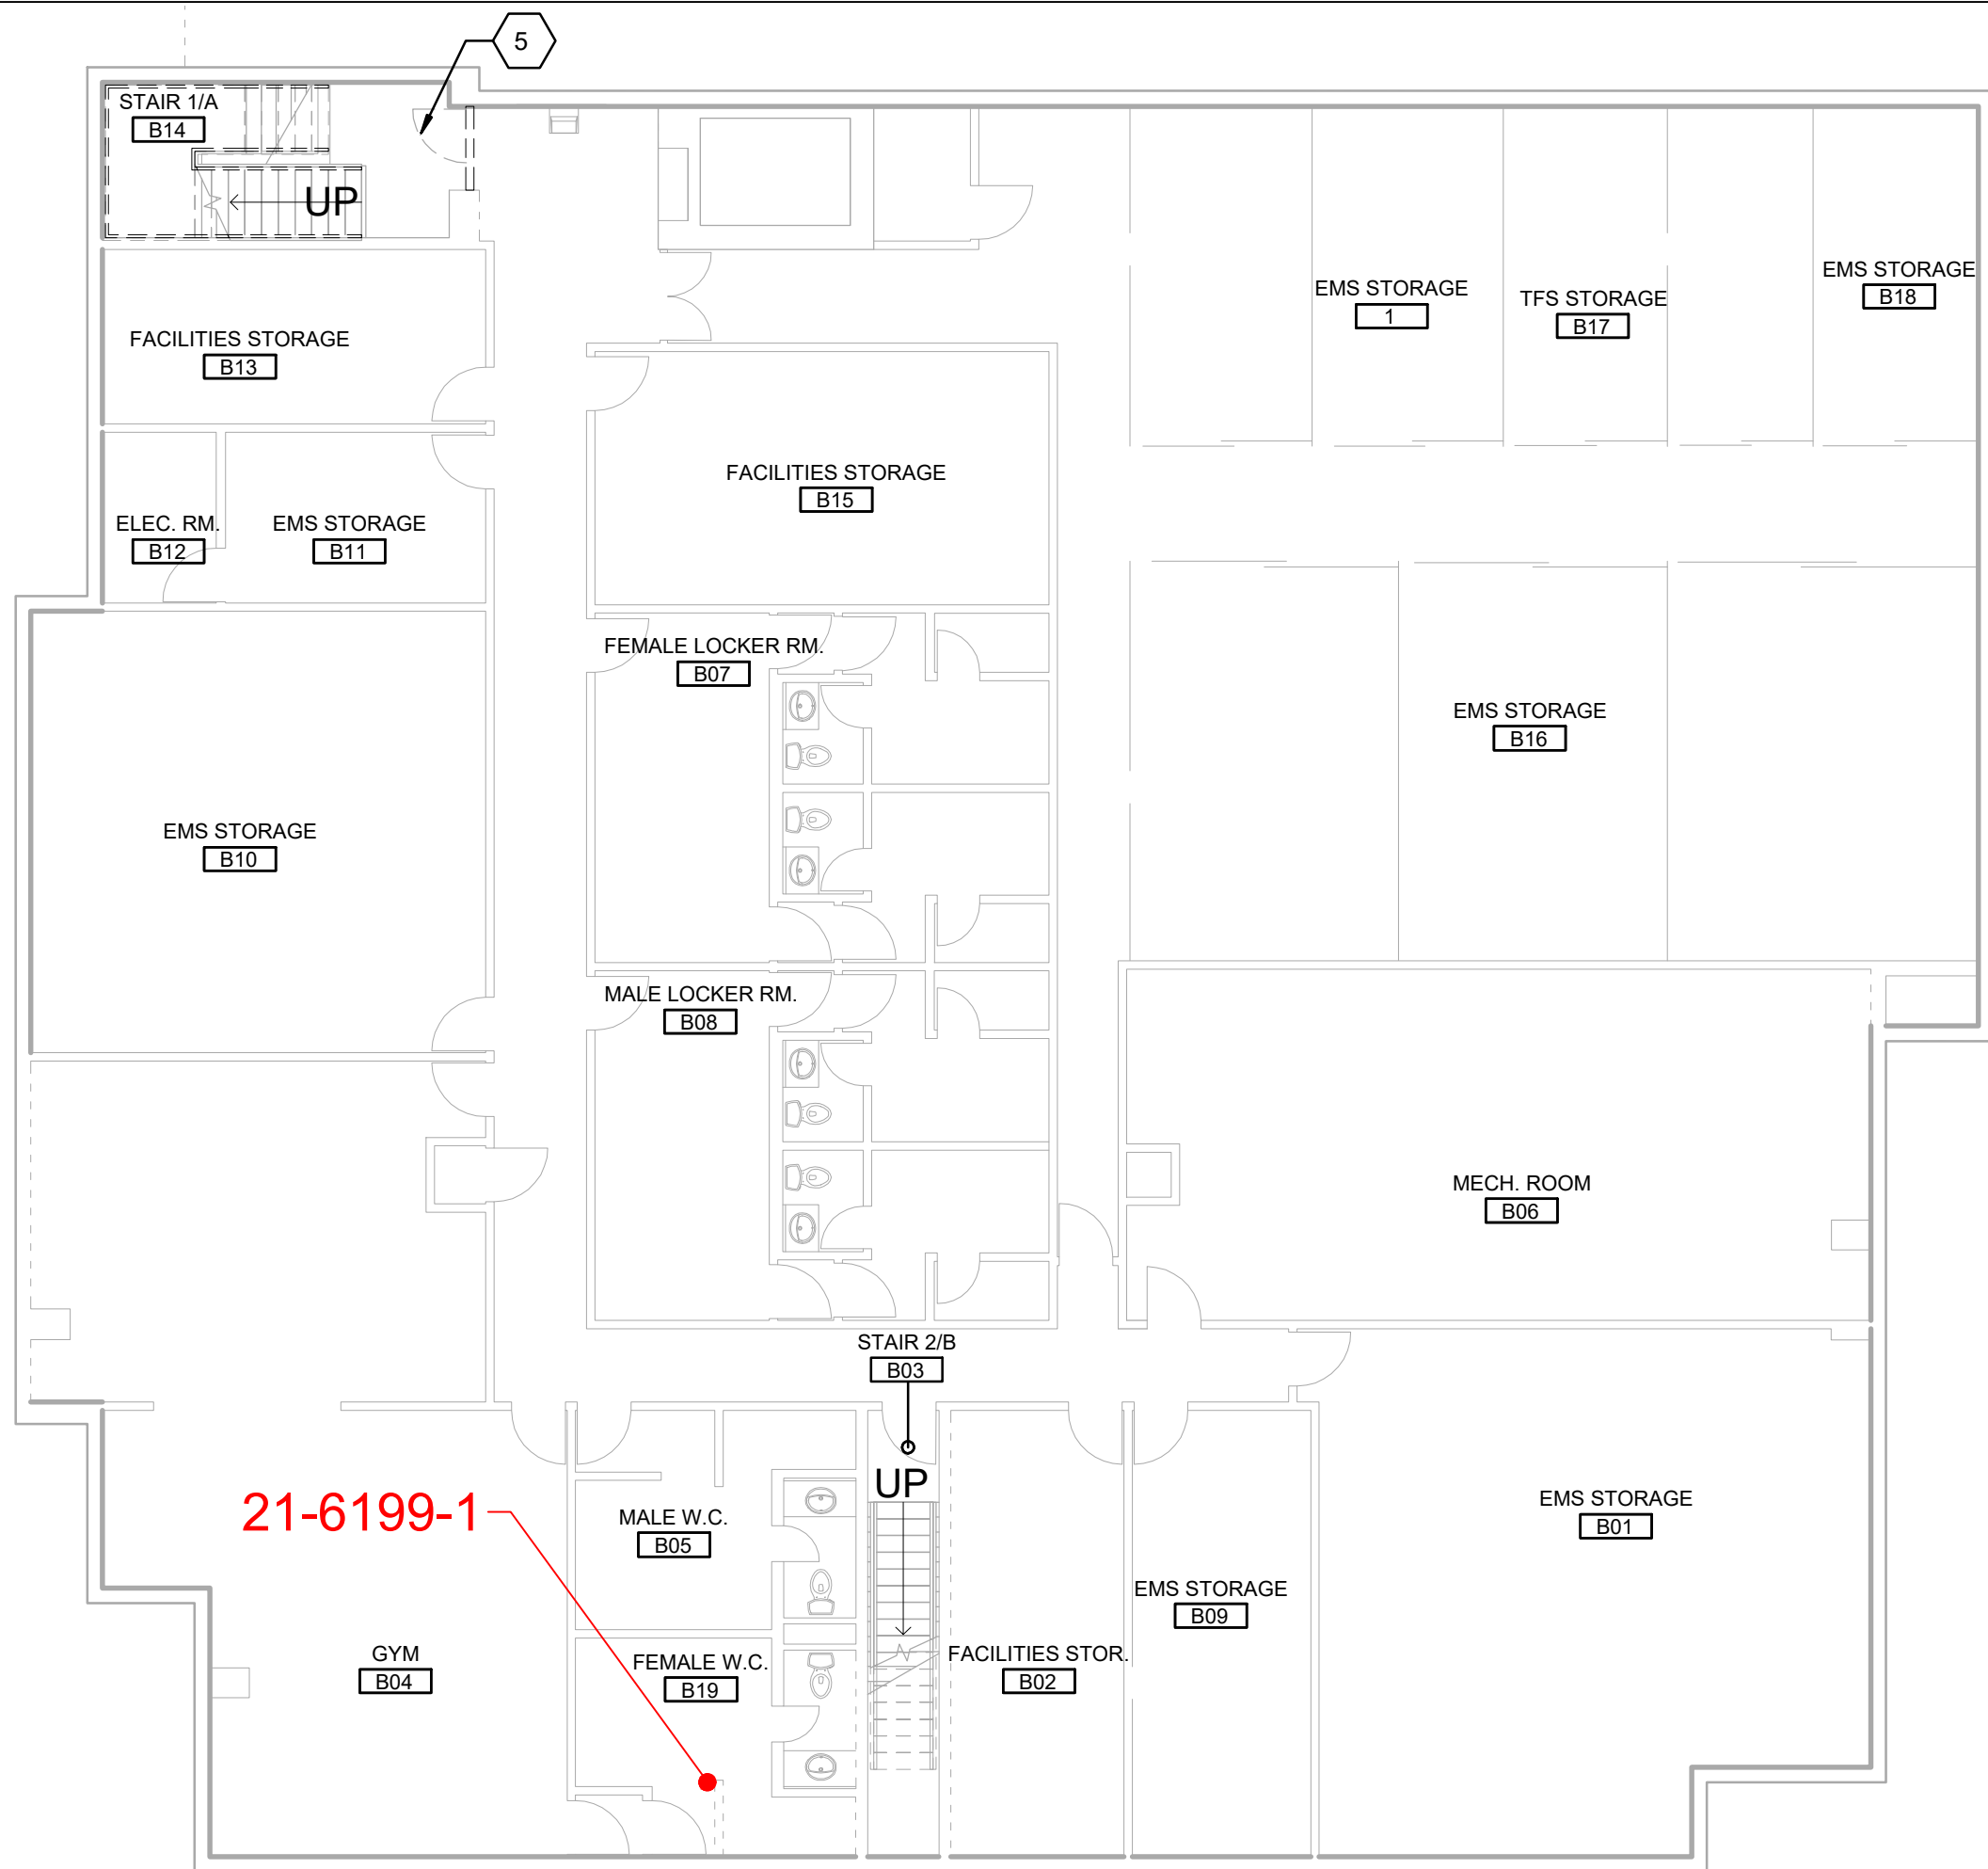 5
STAIR 1/A
B14
UP
EMS STORAGE
B18
EMS STORAGE
1
TFS STORAGE
B17
FACILITIES STORAGE
B13
FACILITIES STORAGE
B15
ELEC. RM.
B12
EMS STORAGE
B11
FEMALE LOCKER RM.
B07
EMS STORAGE
B16
EMS STORAGE
B10
MALE LOCKER RM.
B08
MECH. ROOM
B06
STAIR 2/B
B03
UP
21-6199-1
MALE W.C.
B05
EMS STORAGE
B01
EMS STORAGE
B09
GYM
B04
FEMALE W.C.
B19
FACILITIES STOR.
B02